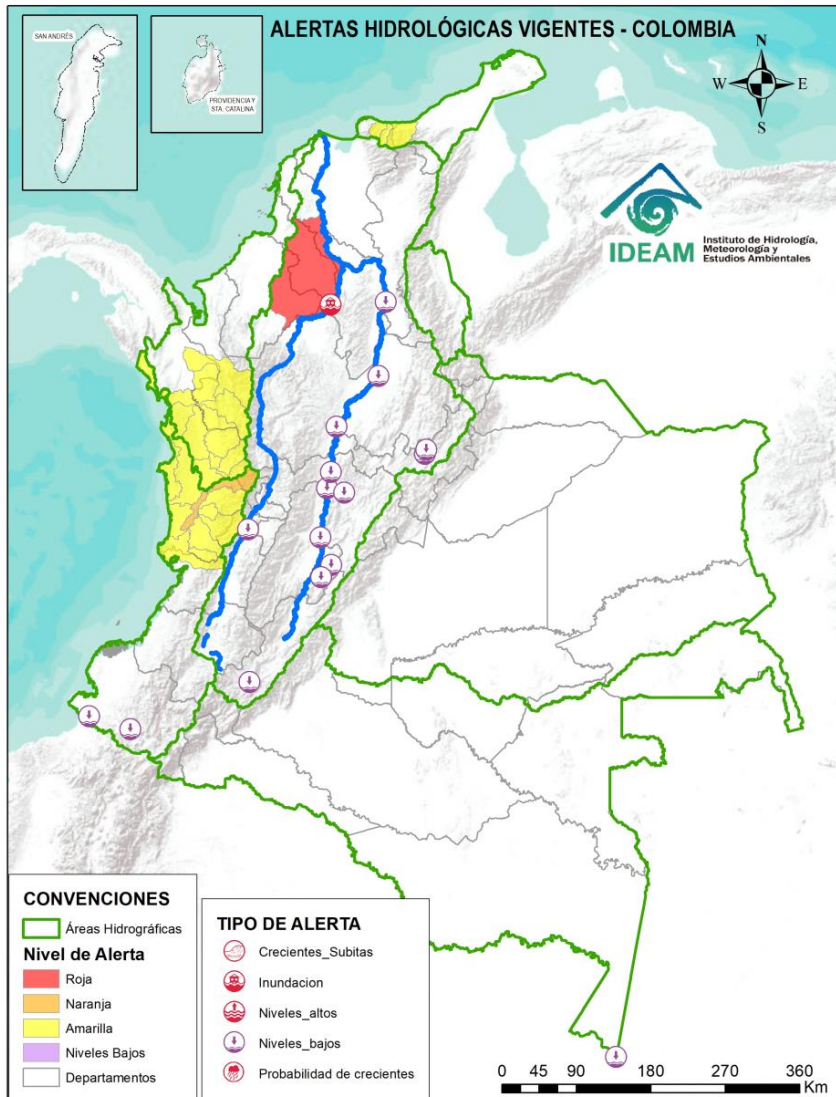 ALERTAS HIDROLÓGICAS VIGENTES - COLOMBIA
SAN ANDRÉS
PROVIDENCIA Y
STA. CATALINA
N
W
E
S
IDEAM
Instituto de Hidrología,
Meteorología y
Estudios Ambientales
CONVENCIONES
Áreas Hidrográficas
Nivel de Alerta
Roja
Naranja
Amarilla
Niveles Bajos
Departamentos
TIPO DE ALERTA
Crecientes_Subitas
Inundacion
Niveles_altos
Niveles_bajos
Probabilidad de crecientes
0 45 90 180 270 360
Km